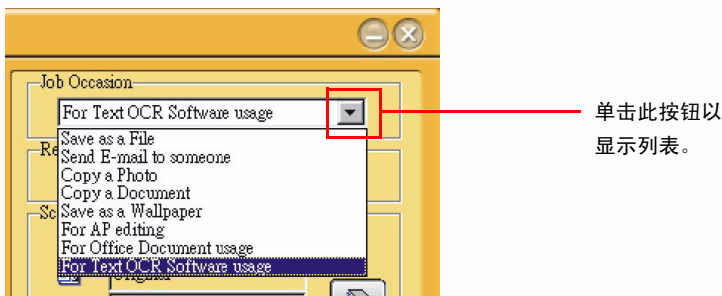 Job Occasion
For Text OCR Software usage
Save as a File
Re
Send E-mail to someone
Copy a Photo
Copy a Document
Sc
Save as a Wallpaper
For AP editing
For Office Document usage
For Text OCR Software usage
单击此按钮以
显示列表。